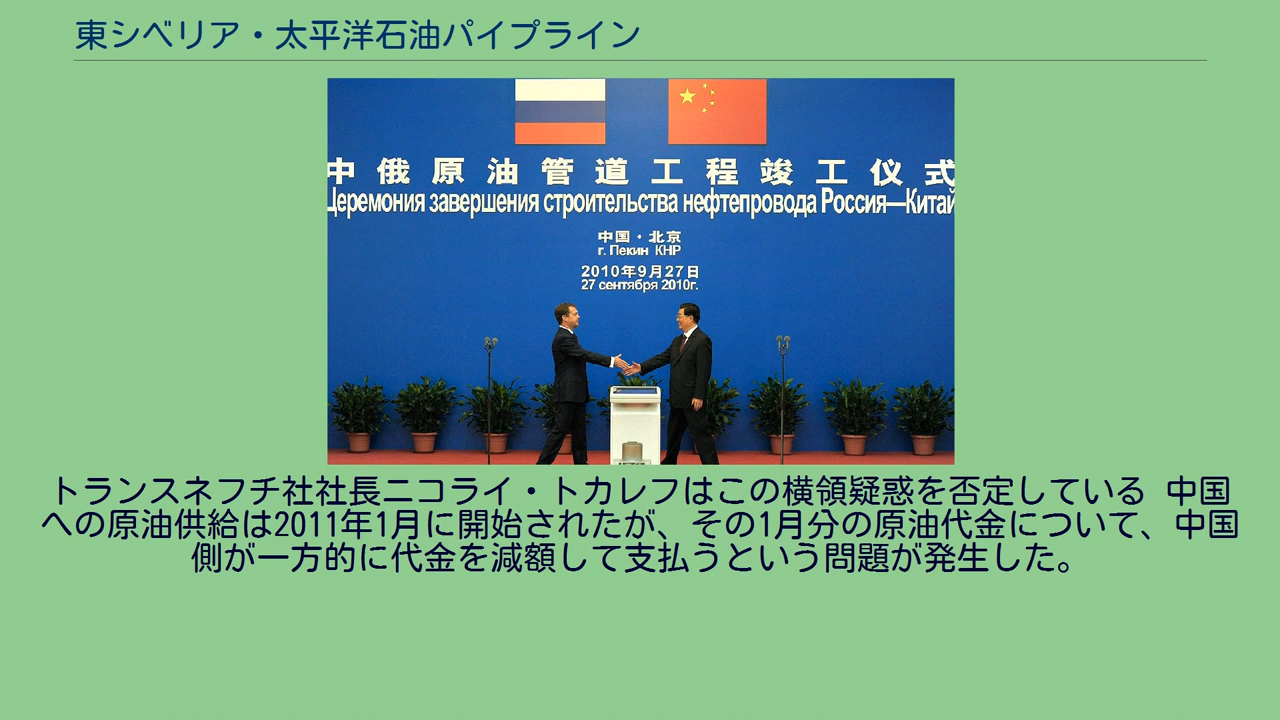 東シベリア・太平洋石油パイプライン
中俄原油管道工程竣工仪式
Церемония завершения строительства нефтепровода Россия—Китай
中国·北京
г. Пекин КНР
2010年9月27日
27 сентября 2010г.
トランスネフチ社社長ニコライ・トカレフはこの横領疑惑を否定している 中国
への原油供給は2011年1月に開始されたが、その1月分の原油代金について、中国
側が一方的に代金を減額して支払うという問題が発生した。